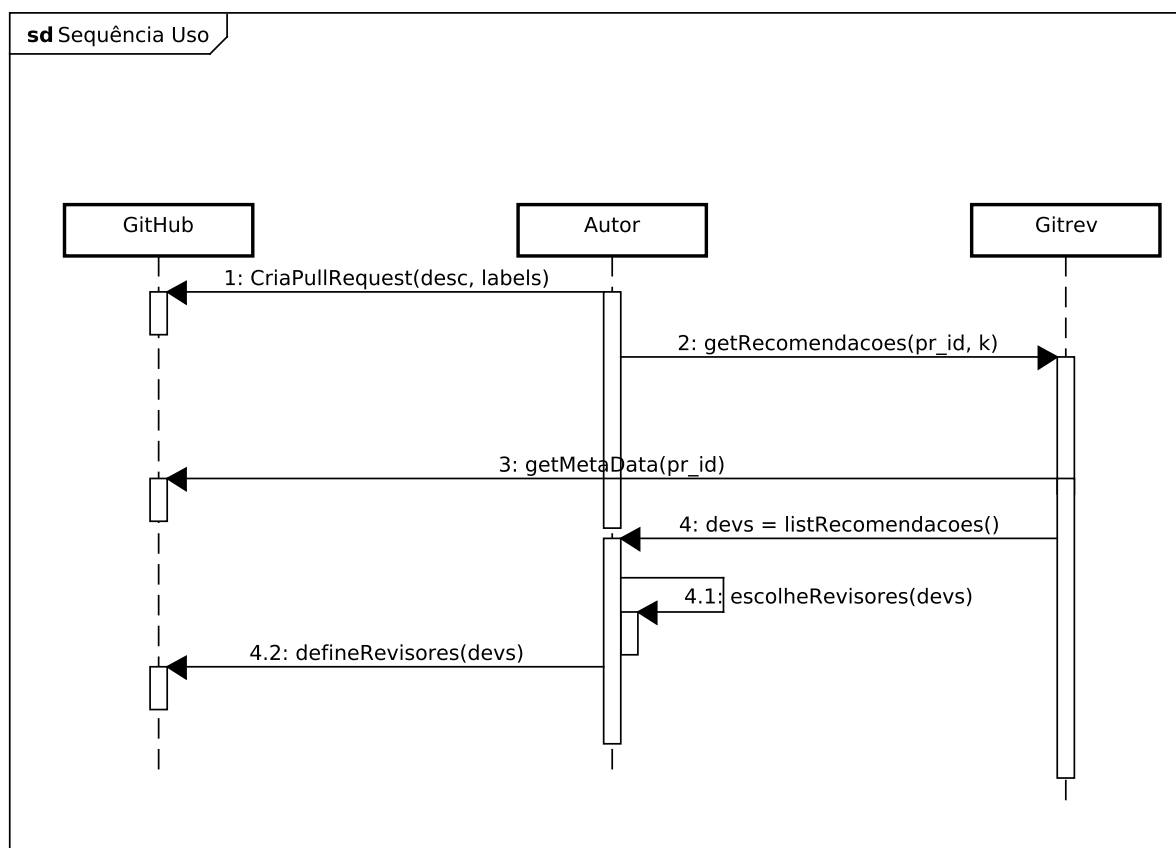 sd Sequência Uso
GitHub
Autor
Gitrev
1: CriaPullRequest(desc, labels)
2: getRecomendacoes(pr_id, k)
3: getMetaData(pr_id)
4: devs = listRecomendacoes()
4.1: escolheRevisores(devs)
4.2: defineRevisores(devs)